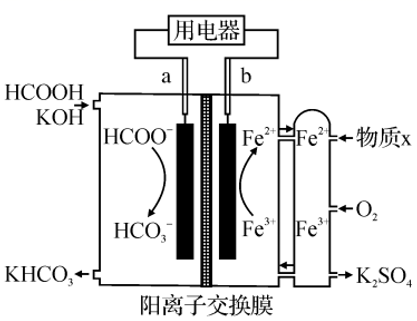 用电器
a
b
HCOOH
KOH
HCOO⁻
HCO₃⁻
KHCO₃
Fe²⁺
Fe³⁺
Fe²⁺
Fe³⁺
物质x
O₂
K₂SO₄
阳离子交换膜